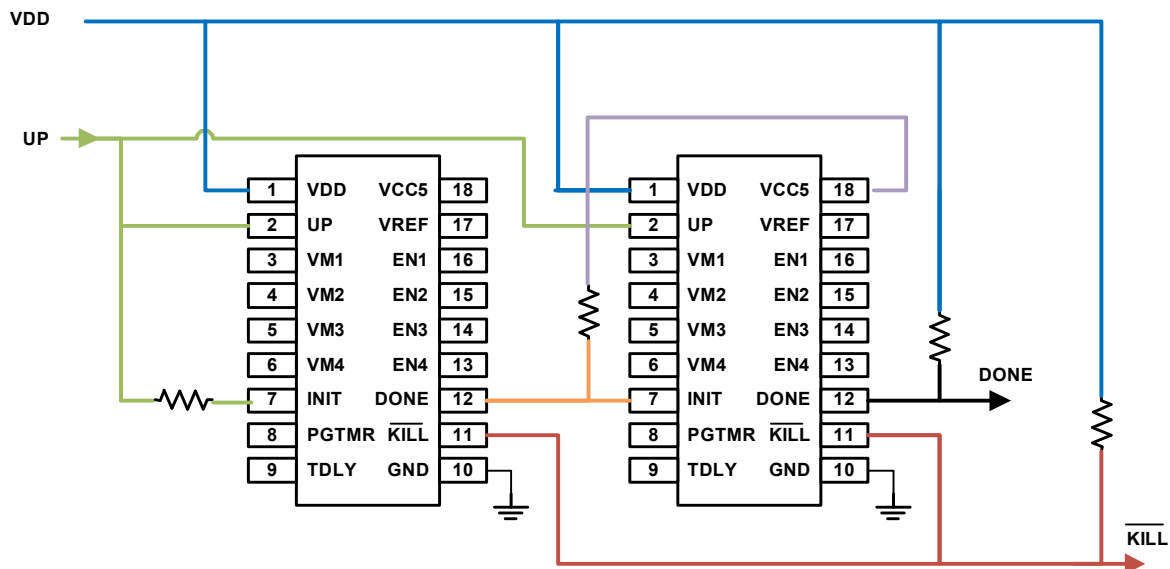 VDD
UP
1 VDD VCC5 18
2 UP VREF 17
3 VM1 EN1 16
4 VM2 EN2 15
5 VM3 EN3 14
6 VM4 EN4 13
7 INIT DONE 12
8 PGTMR KILL 11
9 TDLY GND 10
1 VDD VCC5 18
2 UP VREF 17
3 VM1 EN1 16
4 VM2 EN2 15
5 VM3 EN3 14
6 VM4 EN4 13
7 INIT DONE 12
8 PGTMR KILL 11
9 TDLY GND 10
DONE
KILL